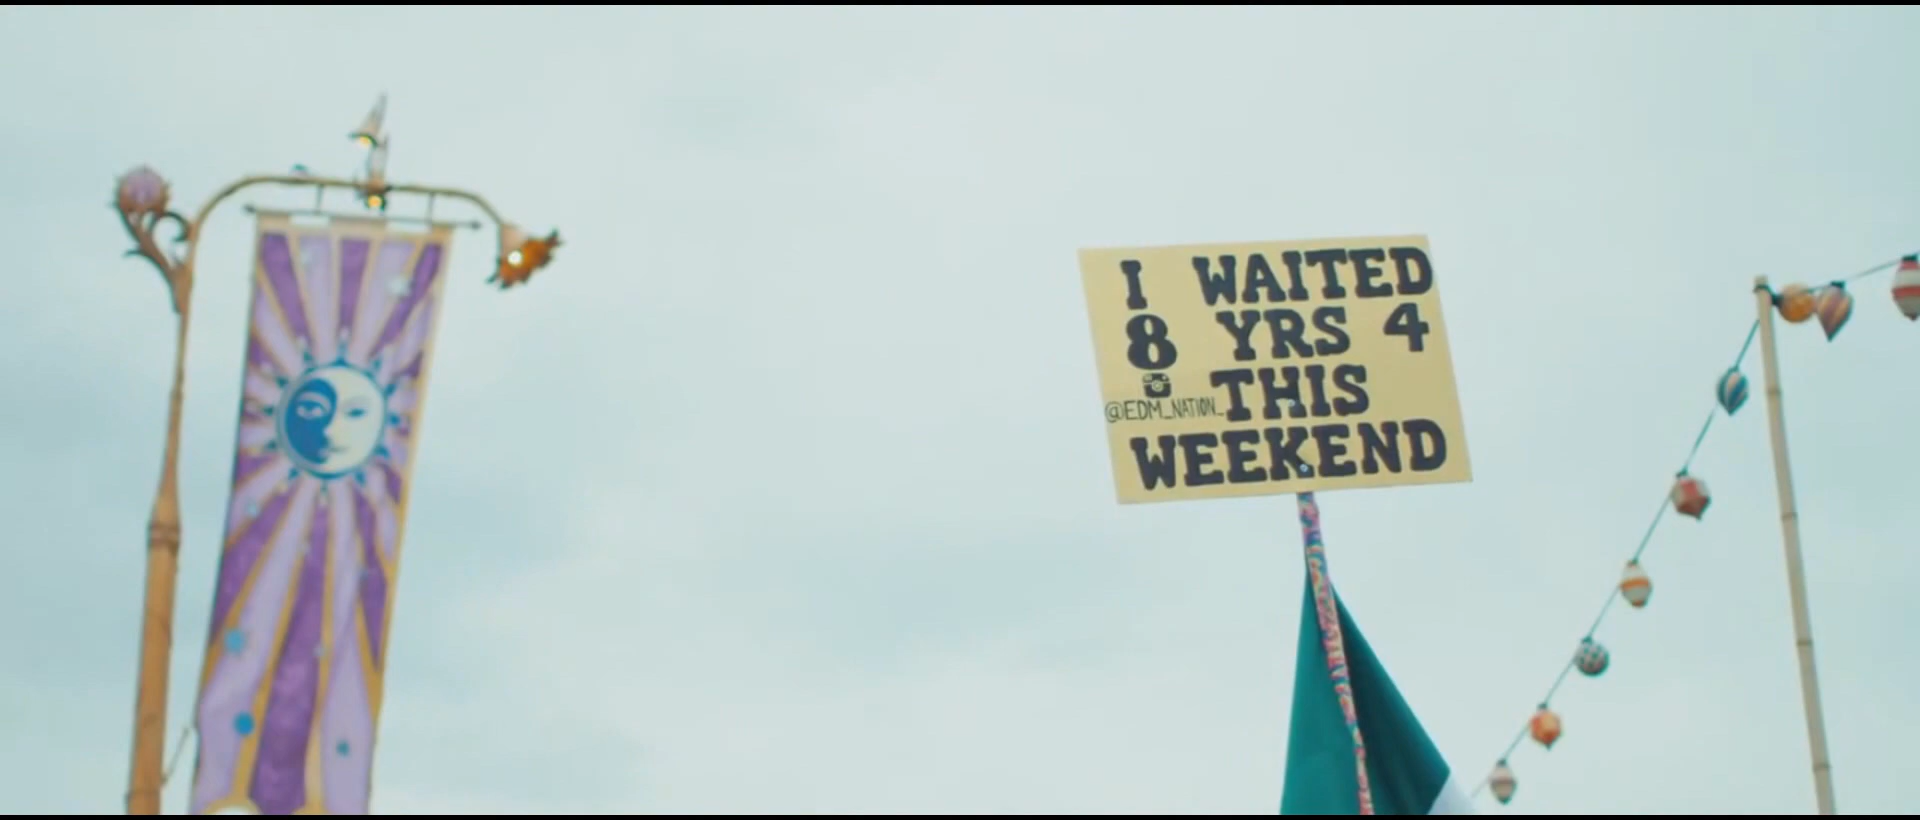 I WAITED
8 YRS 4
THIS
@EDM_NATION_
WEEKEND